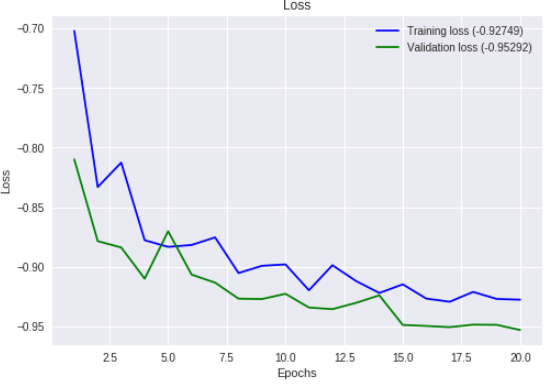 Loss
Training loss (-0.92749)
Validation loss (-0.95292)
Loss
−0.70
−0.75
−0.80
−0.85
−0.90
−0.95
2.5 5.0 7.5 10.0 12.5 15.0 17.5 20.0
Epochs